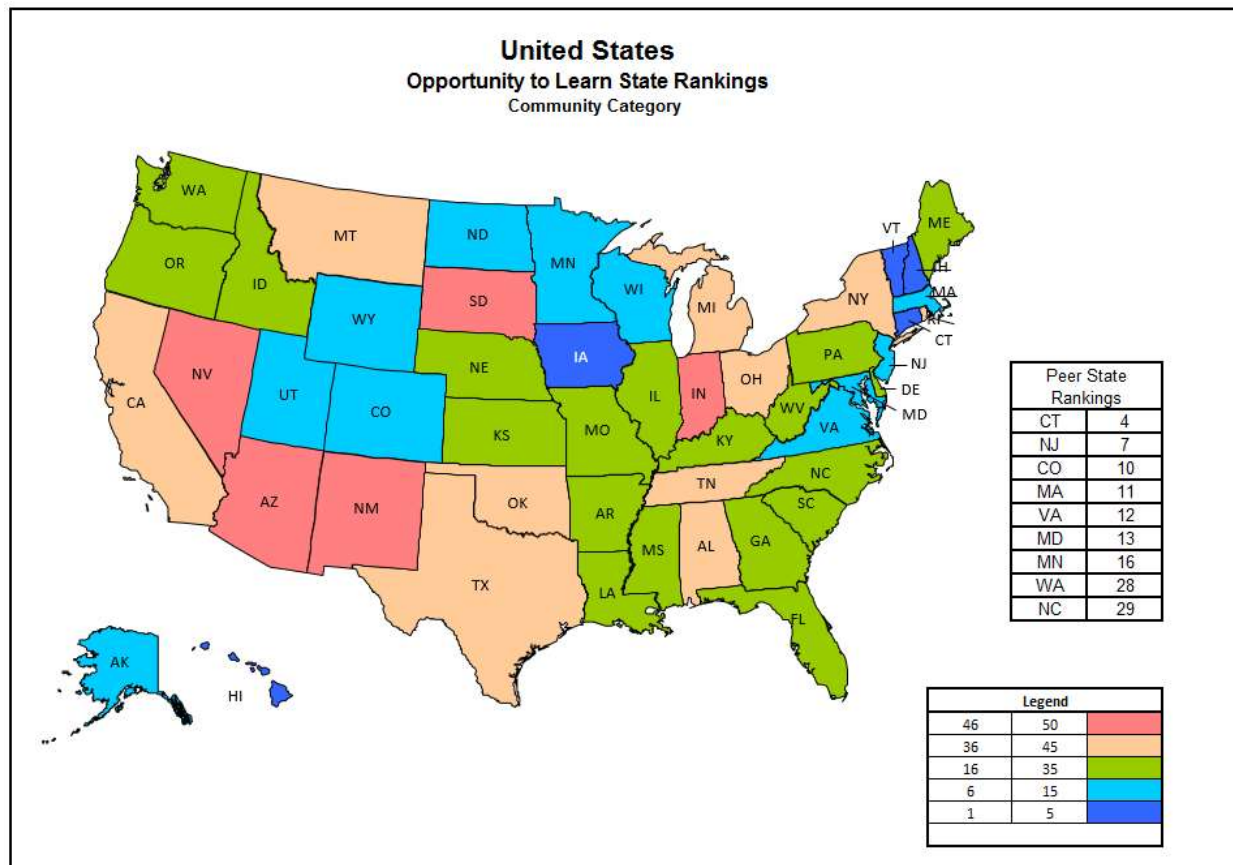 United States
Opportunity to Learn State Rankings
Community Category
WA
MT
ND
MN
VT
ME
OR
ID
WY
SD
WI
MI
NY
MA
CT
NV
NE
IA
PA
NJ
CA
UT
CO
IL
IN
OH
DE
MD
KS
MO
KY
WV
VA
AZ
NM
OK
AR
TN
NC
SC
TX
LA
MS
AL
GA
FL
AK
HI
Peer State
Rankings
CT 4
NJ 7
CO 10
MA 11
VA 12
MD 13
MN 16
WA 28
NC 29
Legend
46 50
36 45
16 35
6 15
1 5